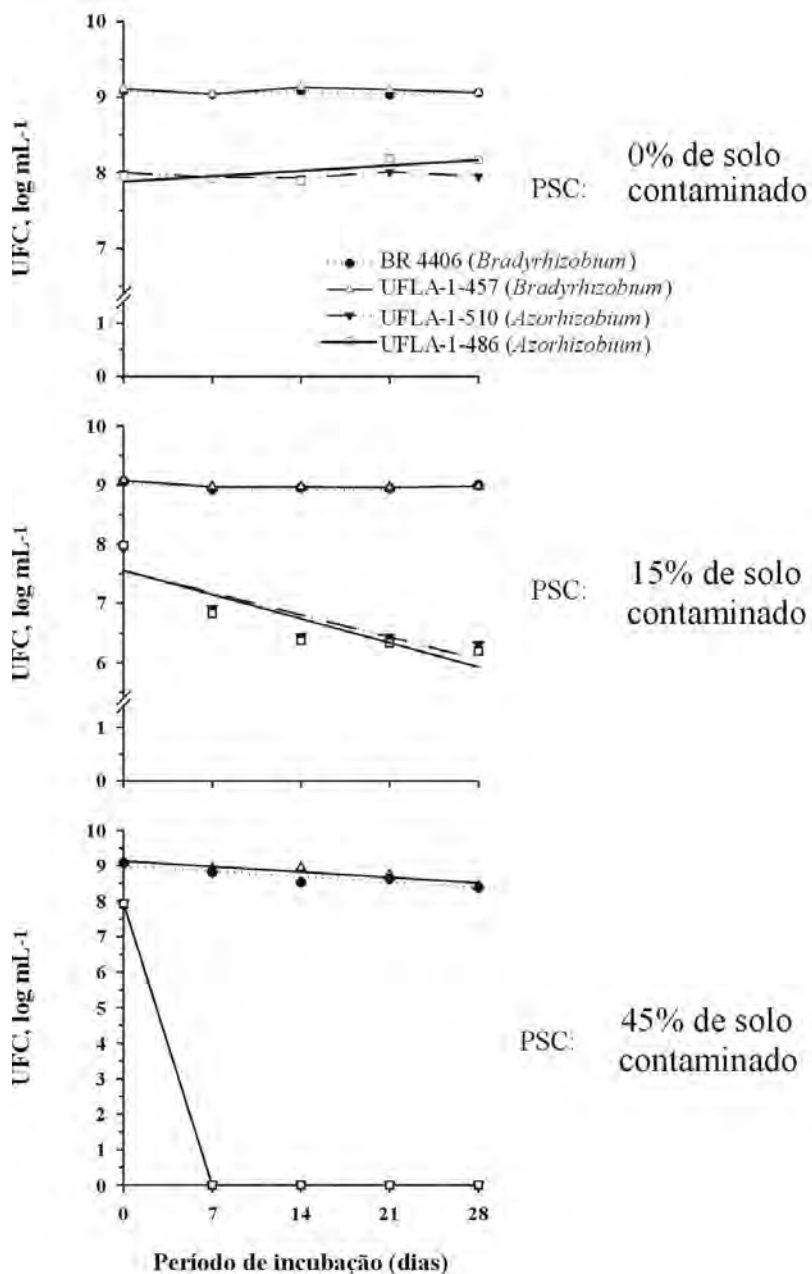 10
9
8
7
1
0
UFC, log mL-1
PSC: 0% de solo contaminado
BR 4406 (Bradyrhizobium)
UFLA-1-457 (Bradyrhizobium)
UFLA-1-510 (Azorhizobium)
UFLA-1-486 (Azorhizobium)
10
9
8
7
6
1
0
UFC, log mL-1
PSC: 15% de solo contaminado
10
9
8
7
6
5
4
3
2
1
0
UFC, log mL-1
PSC: 45% de solo contaminado
0 7 14 21 28
Período de incubação (dias)